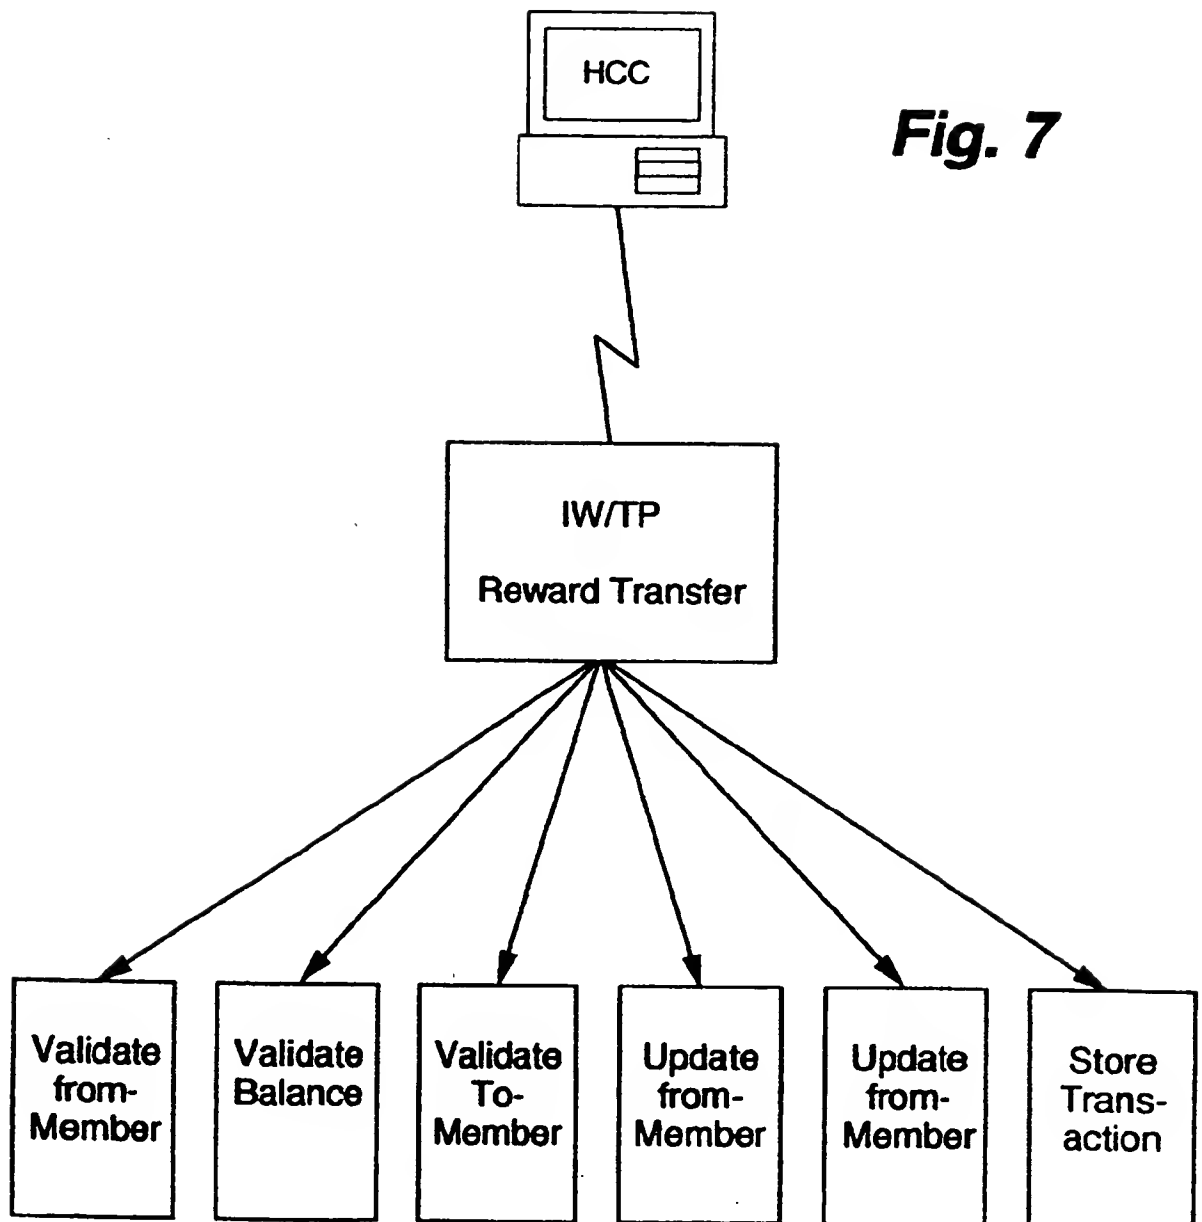 HCC
Fig. 7
IW/TP
Reward Transfer
Validate
from-
Member
Validate
Balance
Validate
To-
Member
Update
from-
Member
Update
from-
Member
Store
Trans-
action